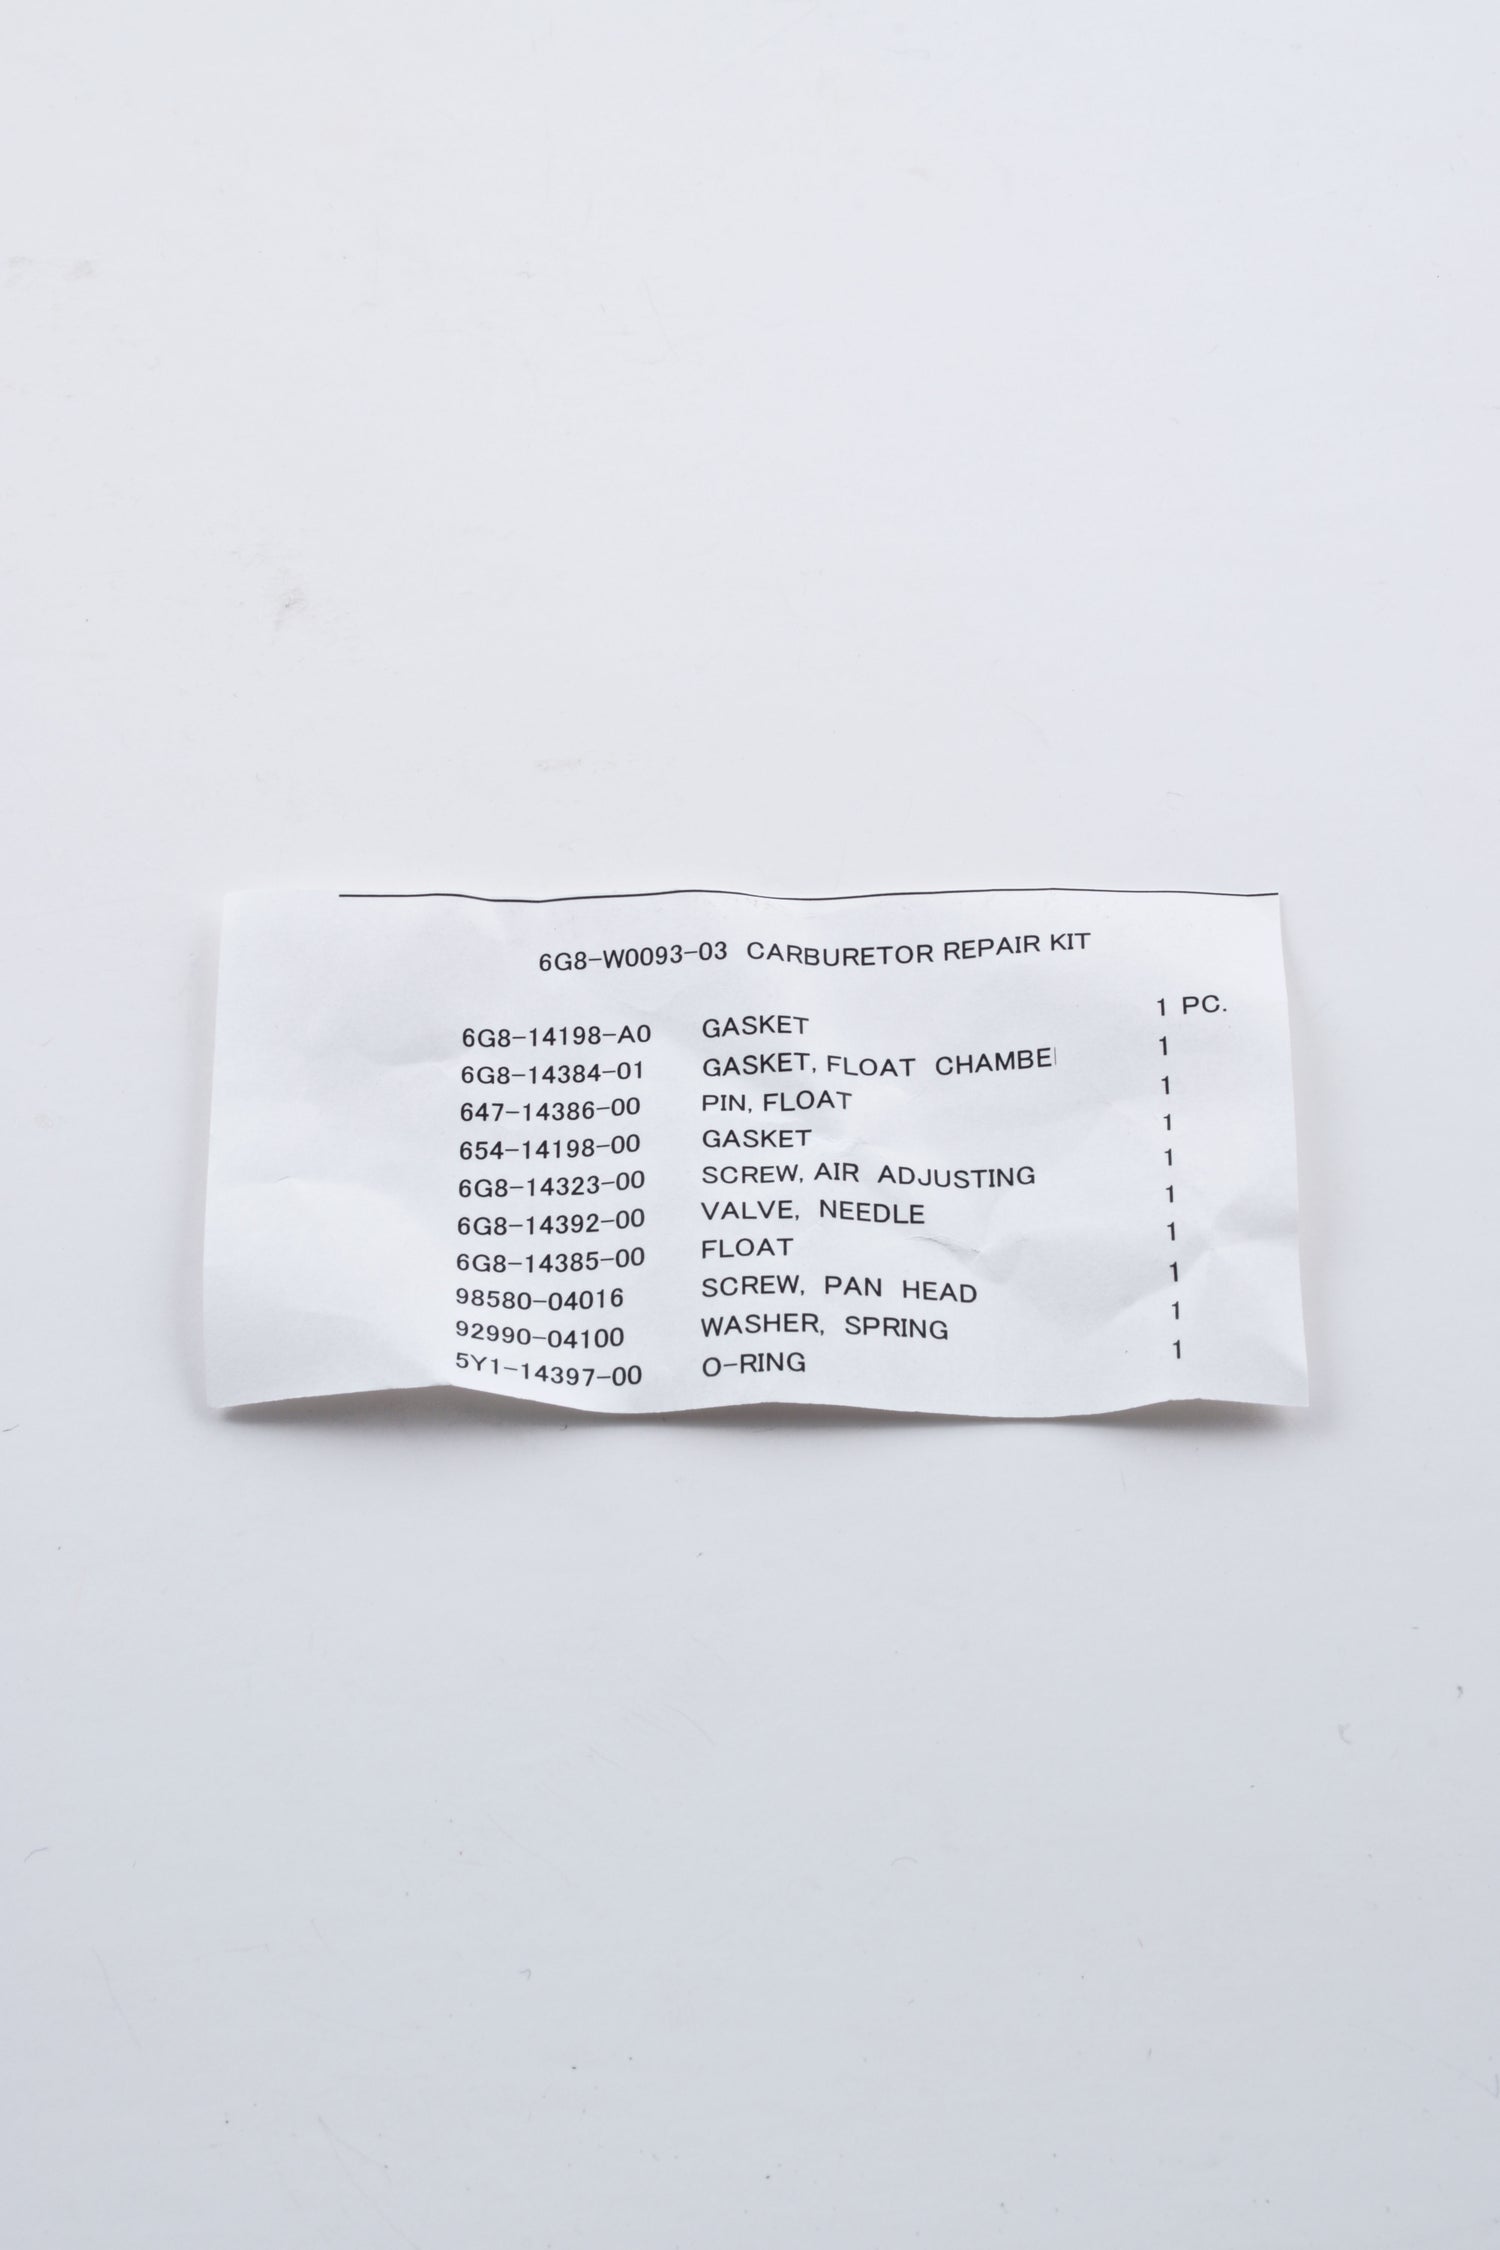 6G8-W0093-03 CARBURETOR REPAIR KIT
6G8-14198-A0 GASKET 1 PC.
6G8-14384-01 GASKET, FLOAT CHAMBE 1
647-14386-00 PIN, FLOAT 1
654-14198-00 GASKET 1
6G8-14323-00 SCREW, AIR ADJUSTING 1
6G8-14392-00 VALVE, NEEDLE 1
6G8-14385-00 FLOAT 1
98580-04016 SCREW, PAN HEAD 1
92990-04100 WASHER, SPRING 1
5Y1-14397-00 O-RING 1